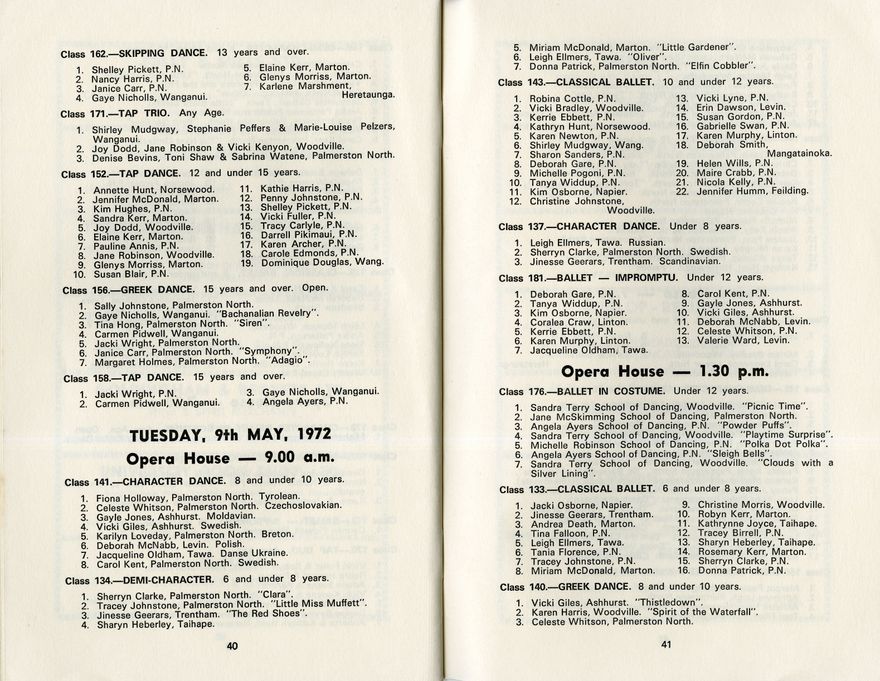 Class 162.—SKIPPING DANCE. 13 years and over.
1. Shelley Pickett, P.N.
2. Nancy Harris, P.N.
3. Janice Carr, P.N.
4. Gaye Nicholls, Wanganui.
5. Elaine Kerr, Marton.
6. Glenys Morriss, Marton.
7. Karlene Marshment,
Heretaunga.
Class 171.—TAP TRIO. Any Age.
1. Shirley Mudgway, Stephanie Peffers & Marie-Louise Pelzers,
Wanganui.
2. Joy Dodd, Jane Robinson & Vicki Kenyon, Woodville.
3. Denise Bevins, Toni Shaw & Sabrina Watene, Palmerston North.
Class 152.—TAP DANCE. 12 and under 15 years.
1. Annette Hunt, Norsewood.
2. Jennifer McDonald, Marton.
3. Kim Hughes, P.N.
4. Sandra Kerr, Marton.
5. Joy Dodd, Woodville.
6. Elaine Kerr, Marton.
7. Pauline Annis, P.N.
8. Jane Robinson, Woodville.
9. Glenys Morriss, Marton.
10. Susan Blair, P.N.
11. Kathie Harris, P.N.
12. Penny Johnstone, P.N.
13. Shelley Pickett, P.N.
14. Vicki Fuller, P.N.
15. Tracy Carlyle, P.N.
16. Darrell Pikimaui, P.N.
17. Karen Archer, P.N.
18. Carole Edmonds, P.N.
19. Dominique Douglas, Wang.
Class 156.—GREEK DANCE. 15 years and over. Open.
1. Sally Johnstone, Palmerston North.
2. Gaye Nicholls, Wanganui. "Bachanalian Revelry".
3. Tina Hong, Palmerston North. "Siren".
4. Carmen Pidwell, Wanganui.
5. Jacki Wright, Palmerston North.
6. Janice Carr, Palmerston North. "Symphony".
7. Margaret Holmes, Palmerston North. "Adagio".
Class 158.—TAP DANCE. 15 years and over.
1. Jacki Wright, P.N.
2. Carmen Pidwell, Wanganui.
3. Gaye Nicholls, Wanganui.
4. Angela Ayers, P.N.
TUESDAY, 9th MAY, 1972
Opera House — 9.00 a.m.
Class 141.—CHARACTER DANCE. 8 and under 10 years.
1. Fiona Holloway, Palmerston North. Tyrolean.
2. Celeste Whitson, Palmerston North. Czechoslovakian.
3. Gayle Jones, Ashhurst. Moldavian.
4. Vicki Giles, Ashhurst. Swedish.
5. Karilyn Loveday, Palmerston North. Breton.
6. Deborah McNabb, Levin. Polish.
7. Jacqueline Oldham, Tawa. Danse Ukraine.
8. Carol Kent, Palmerston North. Swedish.
Class 134.—DEMI-CHARACTER. 6 and under 8 years.
1. Sherryn Clarke, Palmerston North. "Clara".
2. Tracey Johnstone, Palmerston North. "Little Miss Muffett".
3. Jinesse Geerars, Trentham. "The Red Shoes".
4. Sharyn Heberley, Taihape.
40
5. Miriam McDonald, Marton. "Little Gardener".
6. Leigh Ellmers, Tawa. "Oliver".
7. Donna Patrick, Palmerston North. "Elfin Cobbler".
Class 143.—CLASSICAL BALLET. 10 and under 12 years.
1. Robina Cottle, P.N.
2. Vicki Bradley, Woodville.
3. Kerrie Ebbett, P.N.
4. Kathryn Hunt, Norsewood.
5. Karen Newton, P.N.
6. Shirley Mudgway, Wang.
7. Sharon Sanders, P.N.
8. Deborah Gare, P.N.
9. Michelle Pogoni, P.N.
10. Tanya Widdup, P.N.
11. Kim Osborne, Napier.
12. Christine Johnstone,
Woodville.
13. Vicki Lyne, P.N.
14. Erin Dawson, Levin.
15. Susan Gordon, P.N.
16. Gabrielle Swan, P.N.
17. Karen Murphy, Linton.
18. Deborah Smith,
Mangatainoka.
19. Helen Wills, P.N.
20. Maire Crabb, P.N.
21. Nicola Kelly, P.N.
22. Jennifer Humm, Feilding.
Class 137.—CHARACTER DANCE. Under 8 years.
1. Leigh Ellmers, Tawa. Russian.
2. Sherryn Clarke, Palmerston North. Swedish.
3. Jinesse Geerars, Trentham. Scandinavian.
Class 181.—BALLET — IMPROMPTU. Under 12 years.
1. Deborah Gare, P.N.
2. Tanya Widdup, P.N.
3. Kim Osborne, Napier.
4. Coralea Craw, Linton.
5. Kerrie Ebbett, P.N.
6. Karen Murphy, Linton.
7. Jacqueline Oldham, Tawa.
8. Carol Kent, P.N.
9. Gayle Jones, Ashhurst.
10. Vicki Giles, Ashhurst.
11. Deborah McNabb, Levin.
12. Celeste Whitson, P.N.
13. Valerie Ward, Levin.
Opera House — 1.30 p.m.
Class 176.—BALLET IN COSTUME. Under 12 years.
1. Sandra Terry School of Dancing, Woodville. "Picnic Time".
2. Jane McSkimming School of Dancing, Palmerston North.
3. Angela Ayers School of Dancing, P.N. "Powder Puffs".
4. Sandra Terry School of Dancing, Woodville. "Playtime Surprise".
5. Michelle Robinson School of Dancing, P.N. "Polka Dot Polka".
6. Angela Ayers School of Dancing, P.N. "Sleigh Bells".
7. Sandra Terry School of Dancing, Woodville. "Clouds with a
Silver Lining".
Class 133.—CLASSICAL BALLET. 6 and under 8 years.
1. Jacki Osborne, Napier.
2. Jinesse Geerars, Trentham.
3. Andrea Death, Marton.
4. Tina Falloon, P.N.
5. Leigh Ellmers, Tawa.
6. Tania Florence, P.N.
7. Tracey Johnstone, P.N.
8. Miriam McDonald, Marton.
9. Christine Morris, Woodville.
10. Robyn Kerr, Marton.
11. Kathrynne Joyce, Taihape.
12. Tracey Birrell, P.N.
13. Sharyn Heberley, Taihape.
14. Rosemary Kerr, Marton.
15. Sherryn Clarke, P.N.
16. Donna Patrick, P.N.
Class 140.—GREEK DANCE. 8 and under 10 years.
1. Vicki Giles, Ashhurst. "Thistledown".
2. Karen Harris, Woodville. "Spirit of the Waterfall".
3. Celeste Whitson, Palmerston North.
41